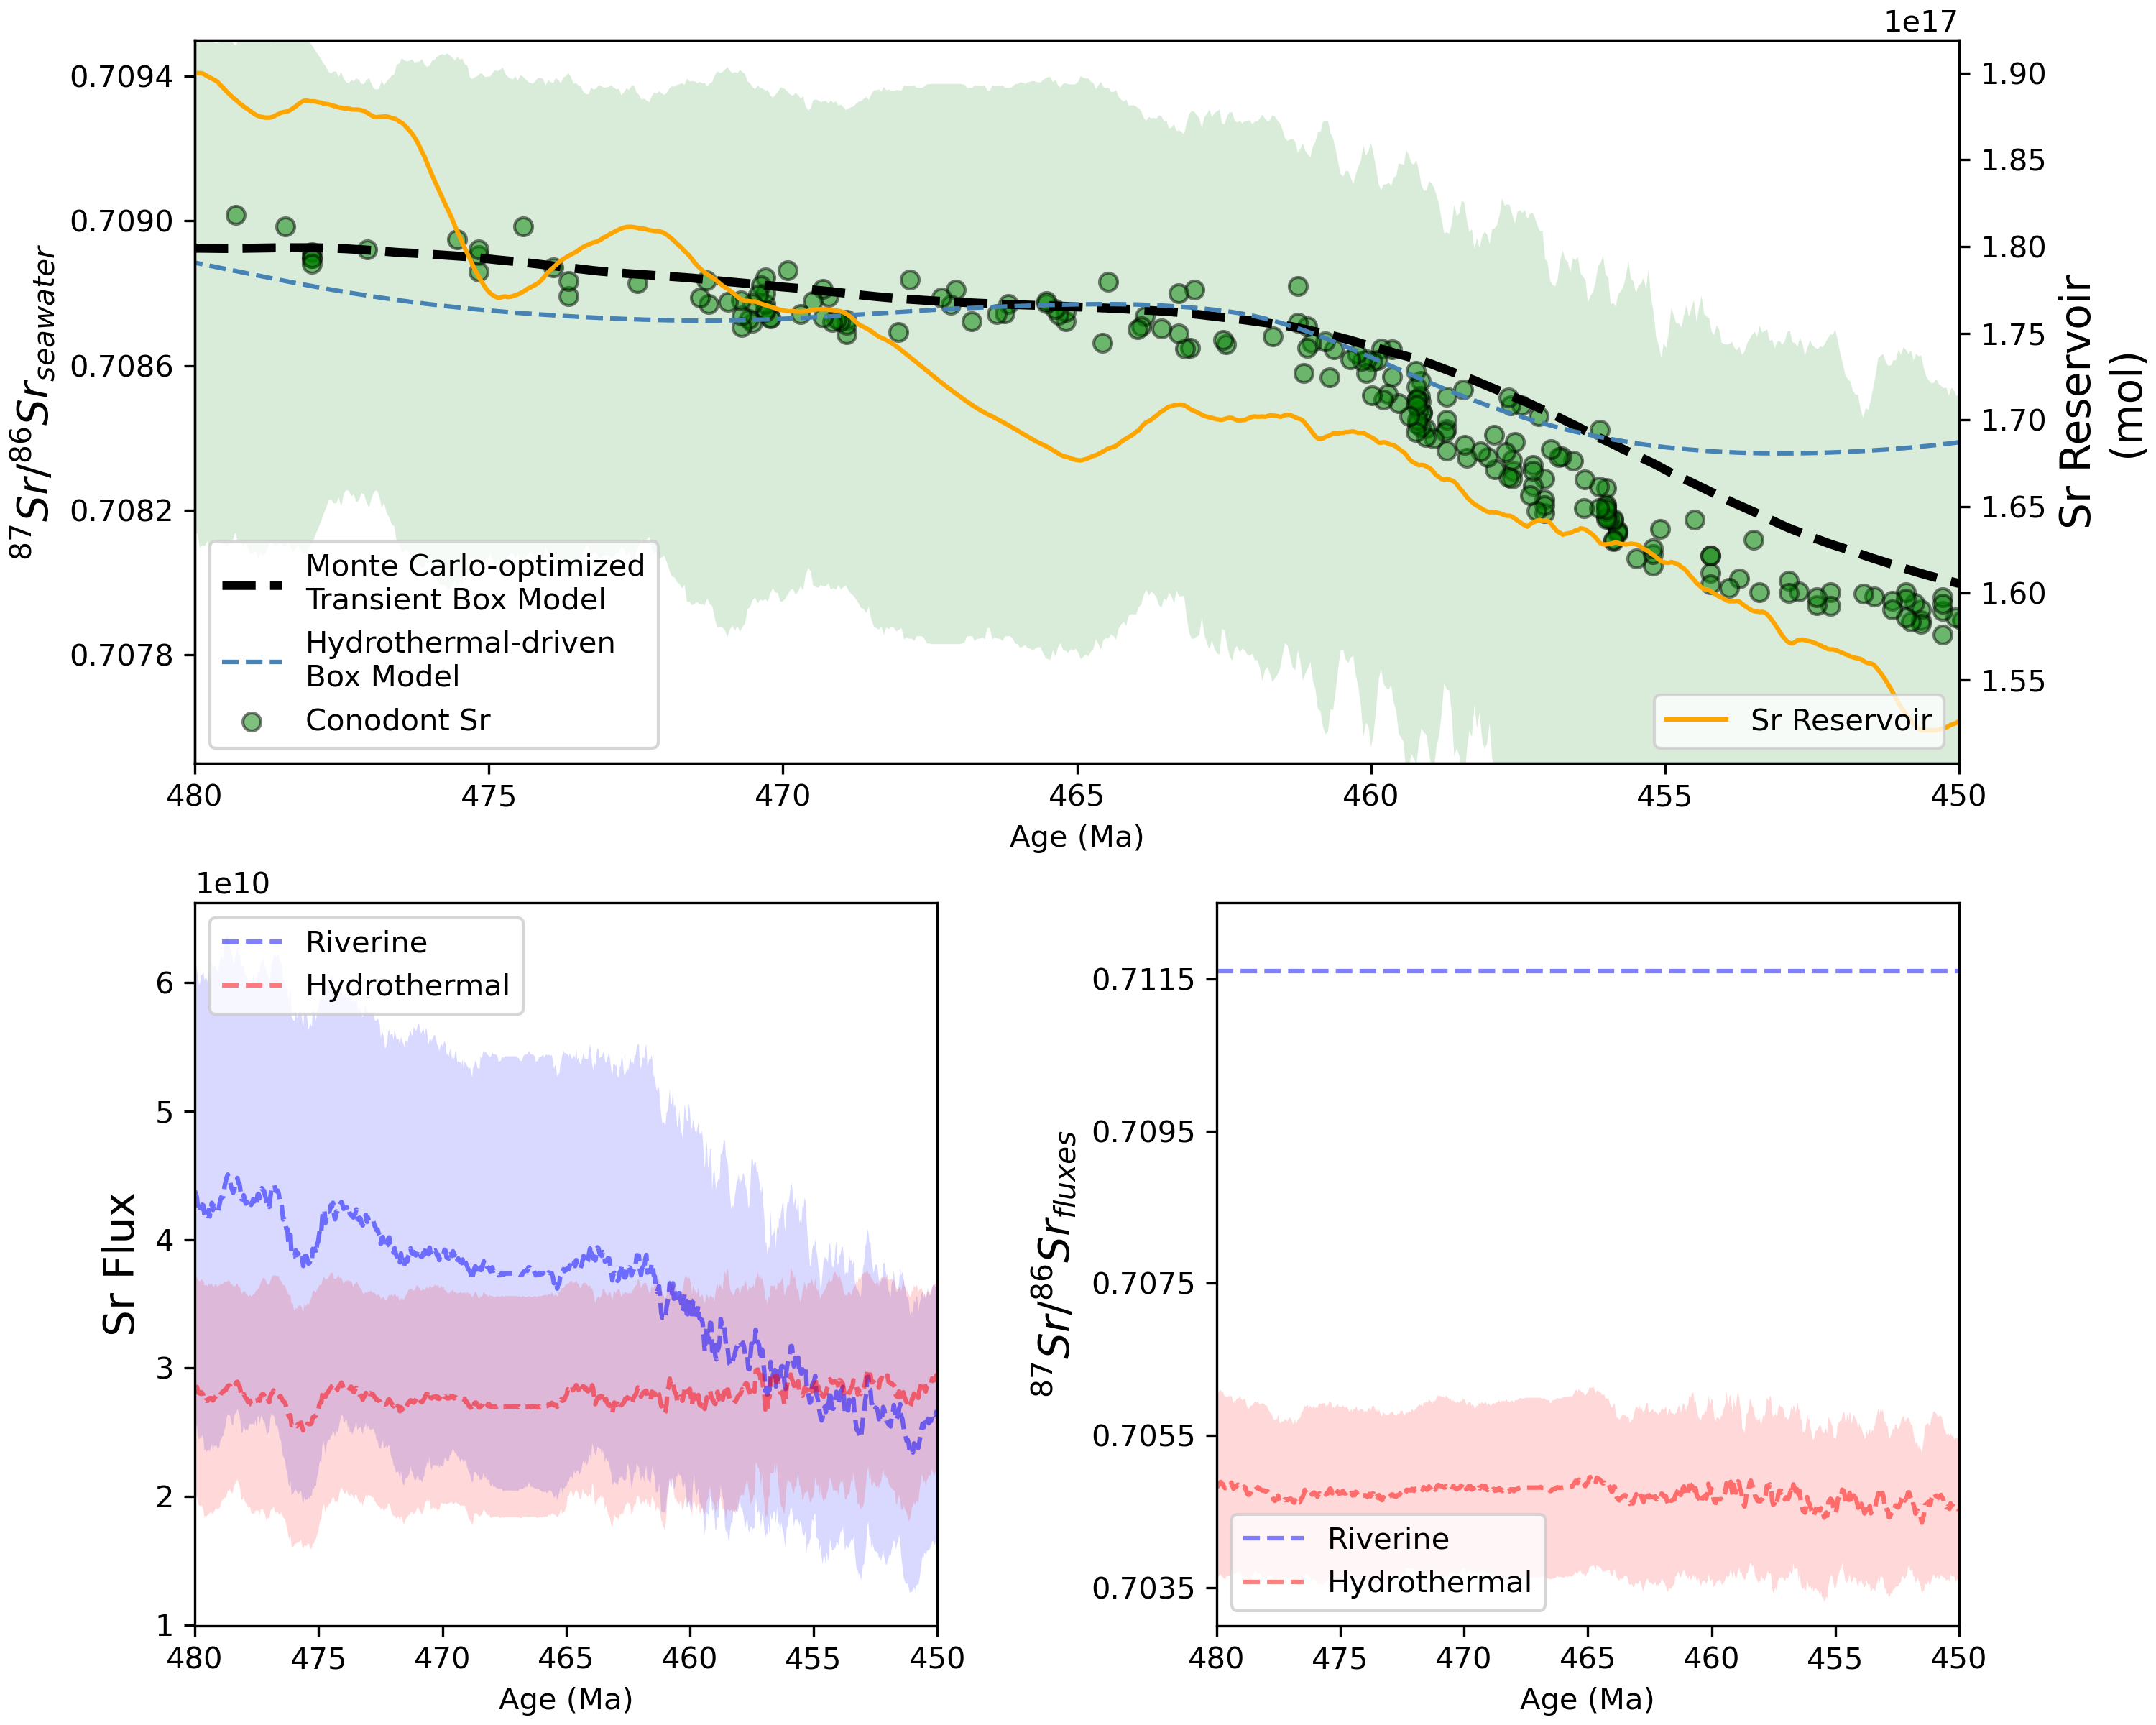 1e17
0.7094
0.7090
0.7086
0.7082
0.7078
87Sr/86Sr seawater
1.90
1.85
1.80
1.75
1.70
1.65
1.60
1.55
Sr Reservoir
(mol)
Monte Carlo-optimized
Transient Box Model
Hydrothermal-driven
Box Model
Conodont Sr
Sr Reservoir
480 475 470 465 460 455 450
Age (Ma)
1e10
6
5
4
3
2
1
Sr Flux
Riverine
Hydrothermal
480 475 470 465 460 455 450
Age (Ma)
0.7115
0.7095
0.7075
0.7055
0.7035
87Sr/86Sr fluxes
Riverine
Hydrothermal
480 475 470 465 460 455 450
Age (Ma)